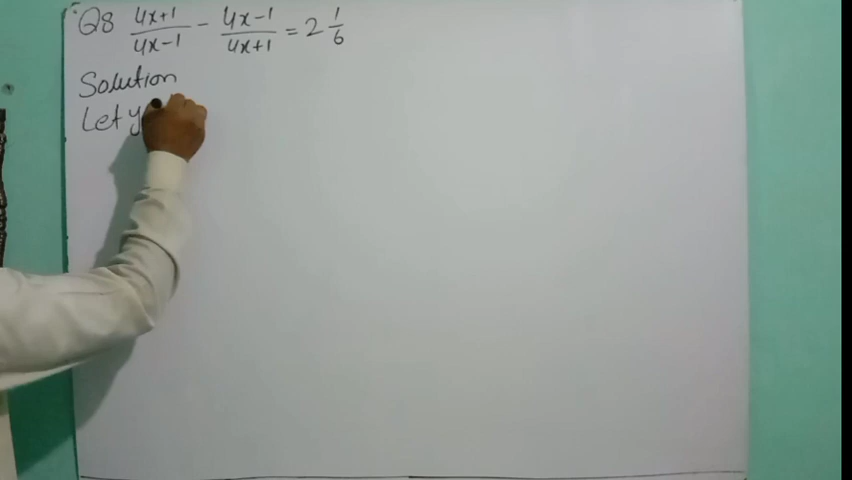 Q8 (4x+1)/(4x-1) - (4x-1)/(4x+1) = 2 1/6
Solution
Let y